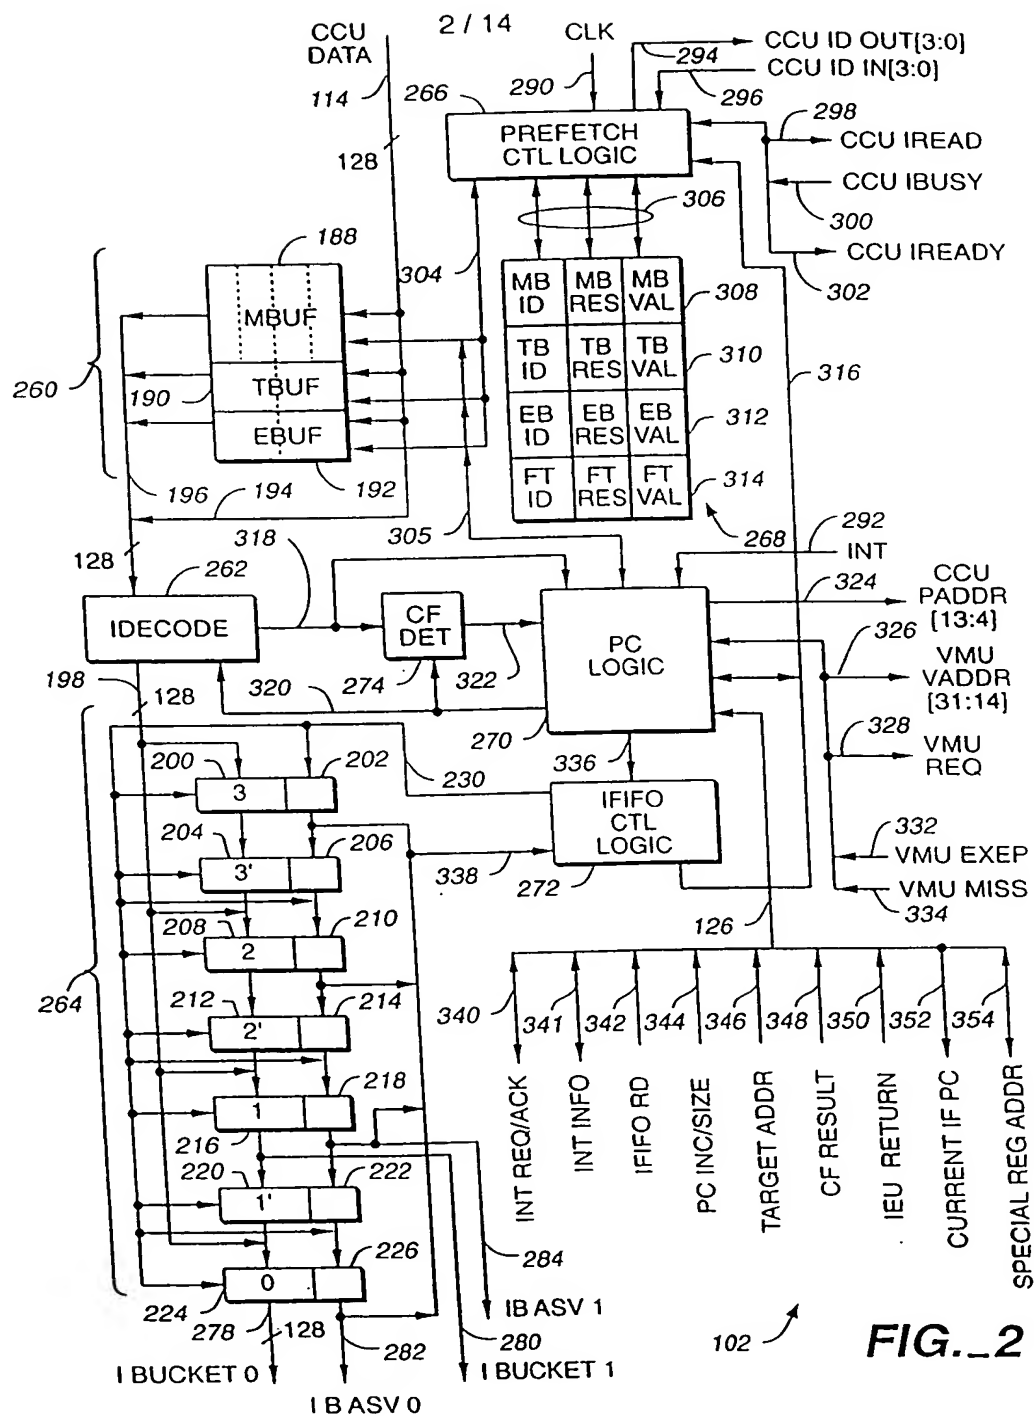 2 / 14
CCU
DATA
CLK
CCU ID OUT[3:0]
294
CCU ID IN[3:0]
296
114
290
266
PREFETCH
CTL LOGIC
298
CCU IREAD
128
CCU IBUSY
300
306
188
304
CCU IREADY
302
MB
ID
MB
RES
MB
VAL
308
MBUF
TB
ID
TB
RES
TB
VAL
310
316
260
190
TBUF
EB
ID
EB
RES
EB
VAL
312
EBUF
FT
ID
FT
RES
FT
VAL
314
196
194
192
305
268
292
INT
318
128
262
324
CCU
PADDR
[13:4]
IDECODE
CF
DET
PC
LOGIC
326
VMU
VADDR
[31:14]
198
128
320
274
322
328
VMU
REQ
270
336
200
202
230
3
IFIFO
CTL
LOGIC
332
VMU EXEP
204
206
338
272
VMU MISS
334
3'
126
208
210
2
264
212
214
2'
340
341
342
344
346
348
350
352
354
218
1
216
220
222
1'
INT REQ/ACK
INT INFO
IFIFO RD
PC INC/SIZE
TARGET ADDR
CF RESULT
IEU RETURN
CURRENT IF PC
SPECIAL REG ADDR
226
284
0
224
278
128
282
IB ASV 1
280
102
I BUCKET 0
I BUCKET 1
I B ASV 0
FIG._2